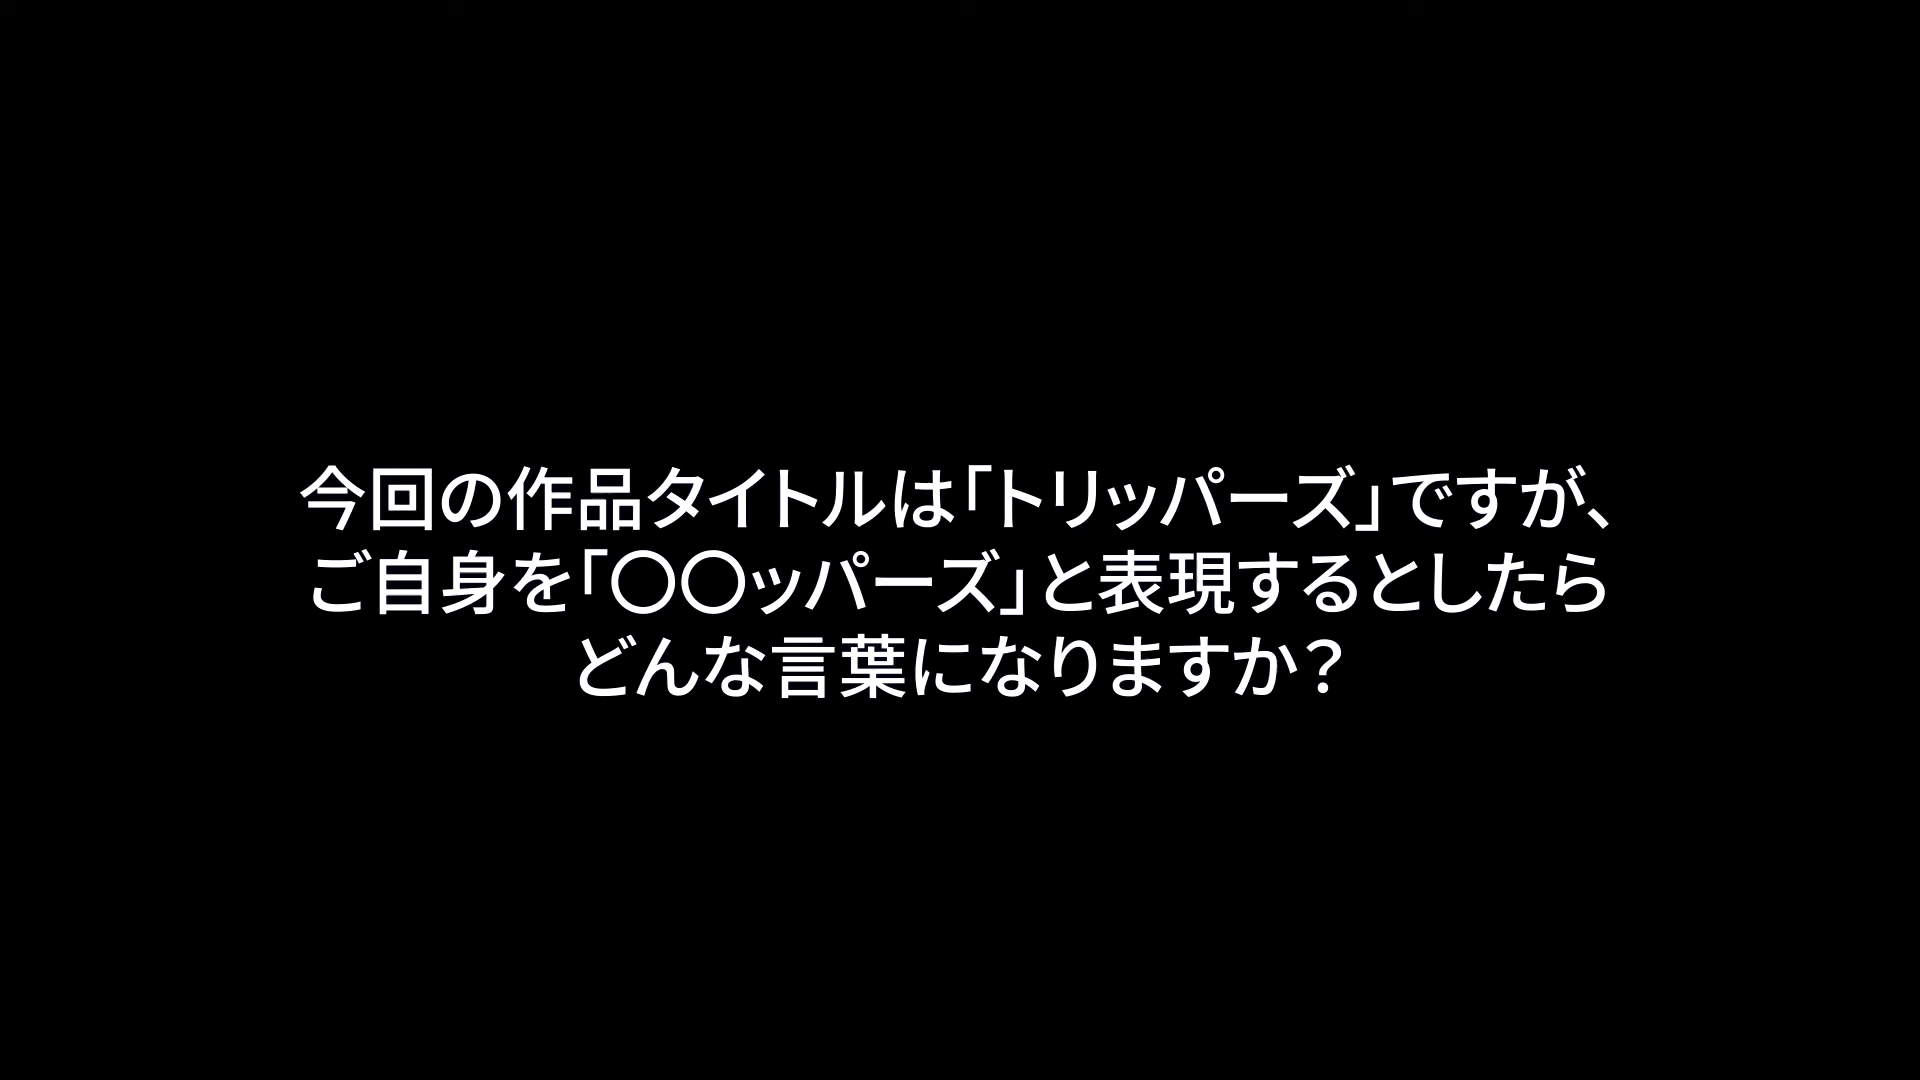 今回の作品タイトルは「トリッパーズ」ですが、
ご自身を「〇〇ッパーズ」と表現するとしたら
どんな言葉になりますか？